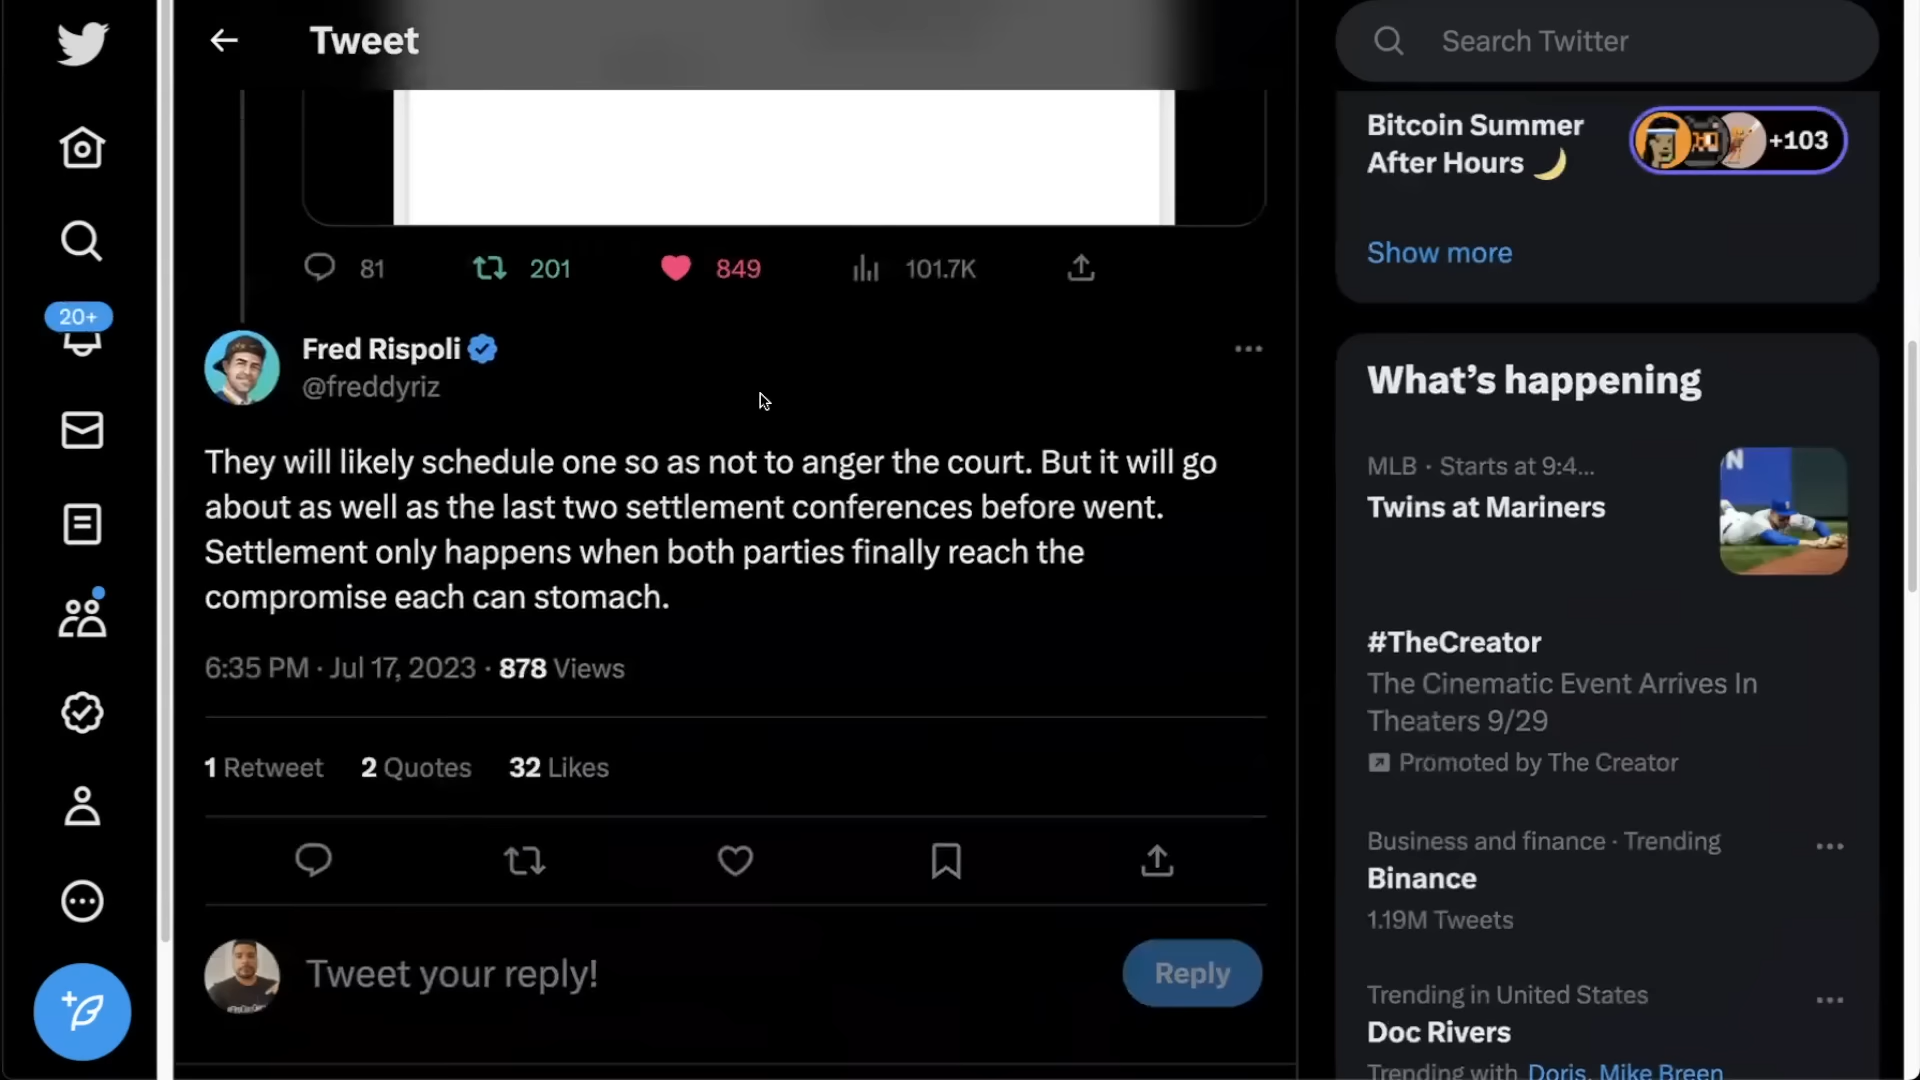 Tweet
Search Twitter
Bitcoin Summer
After Hours 🌙
+103
Show more
81
201
849
101.7K
20+
Fred Rispoli
@freddyriz
They will likely schedule one so as not to anger the court. But it will go
about as well as the last two settlement conferences before went.
Settlement only happens when both parties finally reach the
compromise each can stomach.
6:35 PM · Jul 17, 2023 · 878 Views
1 Retweet 2 Quotes 32 Likes
Tweet your reply!
Reply
What's happening
MLB · Starts at 9:4...
Twins at Mariners
N
#TheCreator
The Cinematic Event Arrives In
Theaters 9/29
Promoted by The Creator
Business and finance · Trending
Binance
1.19M Tweets
Trending in United States
Doc Rivers
Trending with Doris, Mike Breen